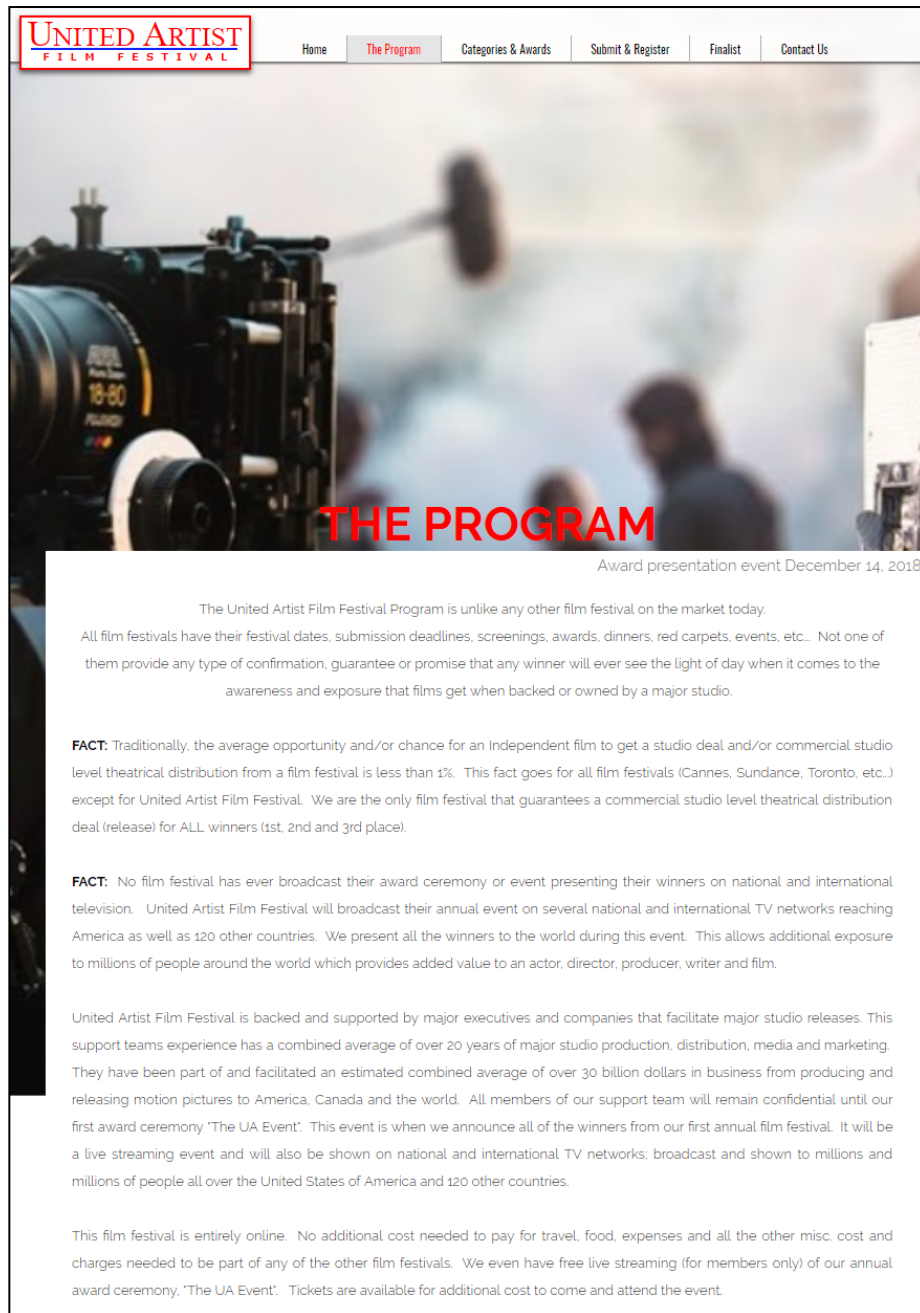 UNITED ARTIST
FILM FESTIVAL
Home The Program Categories & Awards Submit & Register Finalist Contact Us
18-80
THE PROGRAM
Award presentation event December 14, 2018
The United Artist Film Festival Program is unlike any other film festival on the market today.
All film festivals have their festival dates, submission deadlines, screenings, awards, dinners, red carpets, events, etc... Not one of
them provide any type of confirmation, guarantee or promise that any winner will ever see the light of day when it comes to the
awareness and exposure that films get when backed or owned by a major studio.
FACT: Traditionally, the average opportunity and/or chance for an Independent film to get a studio deal and/or commercial studio
level theatrical distribution from a film festival is less than 1%. This fact goes for all film festivals (Cannes, Sundance, Toronto, etc...)
except for United Artist Film Festival. We are the only film festival that guarantees a commercial studio level theatrical distribution
deal (release) for ALL winners (1st, 2nd and 3rd place).
FACT: No film festival has ever broadcast their award ceremony or event presenting their winners on national and international
television. United Artist Film Festival will broadcast their annual event on several national and international TV networks reaching
America as well as 120 other countries. We present all the winners to the world during this event. This allows additional exposure
to millions of people around the world which provides added value to an actor, director, producer, writer and film.
United Artist Film Festival is backed and supported by major executives and companies that facilitate major studio releases. This
support teams experience has a combined average of over 20 years of major studio production, distribution, media and marketing.
They have been part of and facilitated an estimated combined average of over 30 billion dollars in business from producing and
releasing motion pictures to America, Canada and the world. All members of our support team will remain confidential until our
first award ceremony "The UA Event". This event is when we announce all of the winners from our first annual film festival. It will be
a live streaming event and will also be shown on national and international TV networks; broadcast and shown to millions and
millions of people all over the United States of America and 120 other countries.
This film festival is entirely online. No additional cost needed to pay for travel, food, expenses and all the other misc. cost and
charges needed to be part of any of the other film festivals. We even have free live streaming (for members only) of our annual
award ceremony, "The UA Event". Tickets are available for additional cost to come and attend the event.